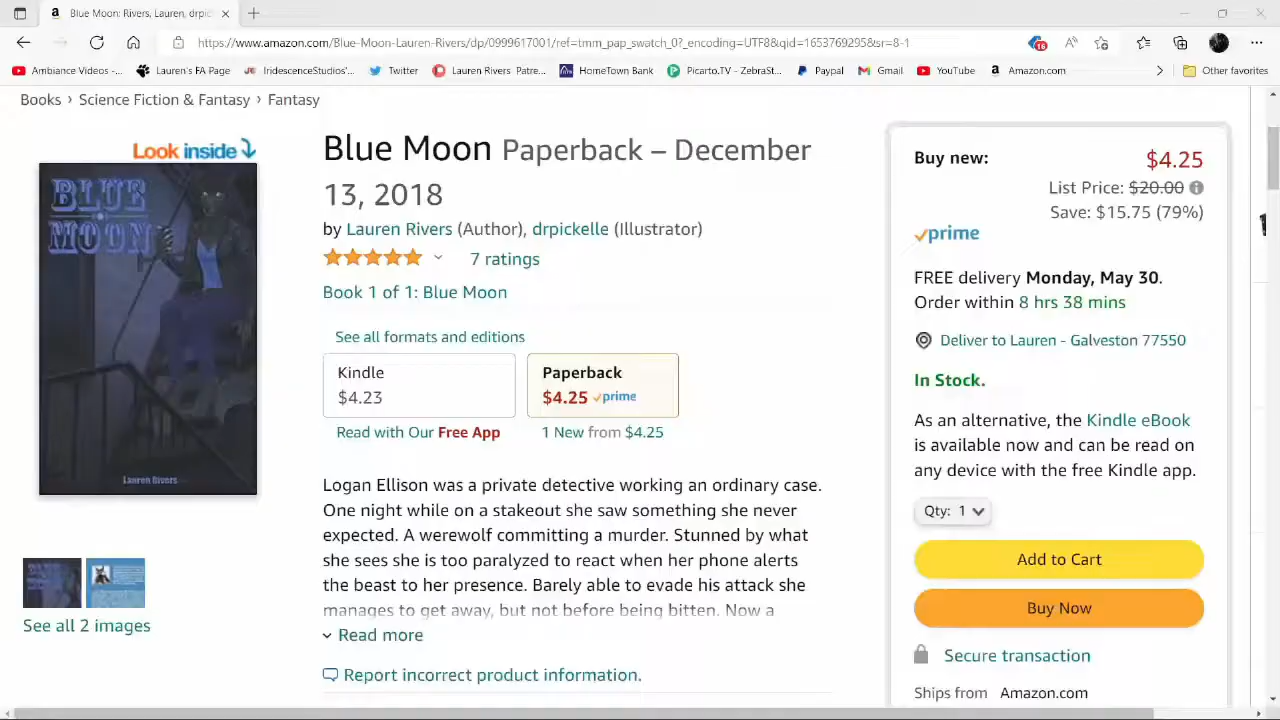 Blue Moon: Rivers, Lauren, drpic
https://www.amazon.com/Blue-Moon-Lauren-Rivers/dp/0999617001/ref=tmm_pap_swatch_0?_encoding=UTF8&qid=1653769295&sr=8-1
16
Ambiance Videos -... Lauren's FA Page IridescenceStudios'... Twitter Lauren Rivers Patre... HomeTown Bank Picarto.TV - ZebraSt... Paypal Gmail YouTube Amazon.com Other favorites
Books › Science Fiction & Fantasy › Fantasy
Look inside
BLUE
MOON
Lauren Rivers
See all 2 images
Blue Moon Paperback – December
13, 2018
by Lauren Rivers (Author), drpickelle (Illustrator)
7 ratings
Book 1 of 1: Blue Moon
See all formats and editions
Kindle
$4.23
Read with Our Free App
Paperback
$4.25 prime
1 New from $4.25
Logan Ellison was a private detective working an ordinary case.
One night while on a stakeout she saw something she never
expected. A werewolf committing a murder. Stunned by what
she sees she is too paralyzed to react when her phone alerts
the beast to her presence. Barely able to evade his attack she
manages to get away, but not before being bitten. Now a
Read more
Report incorrect product information.
Buy new: $4.25
List Price: $20.00
Save: $15.75 (79%)
prime
FREE delivery Monday, May 30.
Order within 8 hrs 38 mins
Deliver to Lauren - Galveston 77550
In Stock.
As an alternative, the Kindle eBook
is available now and can be read on
any device with the free Kindle app.
Qty: 1
Add to Cart
Buy Now
Secure transaction
Ships from Amazon.com